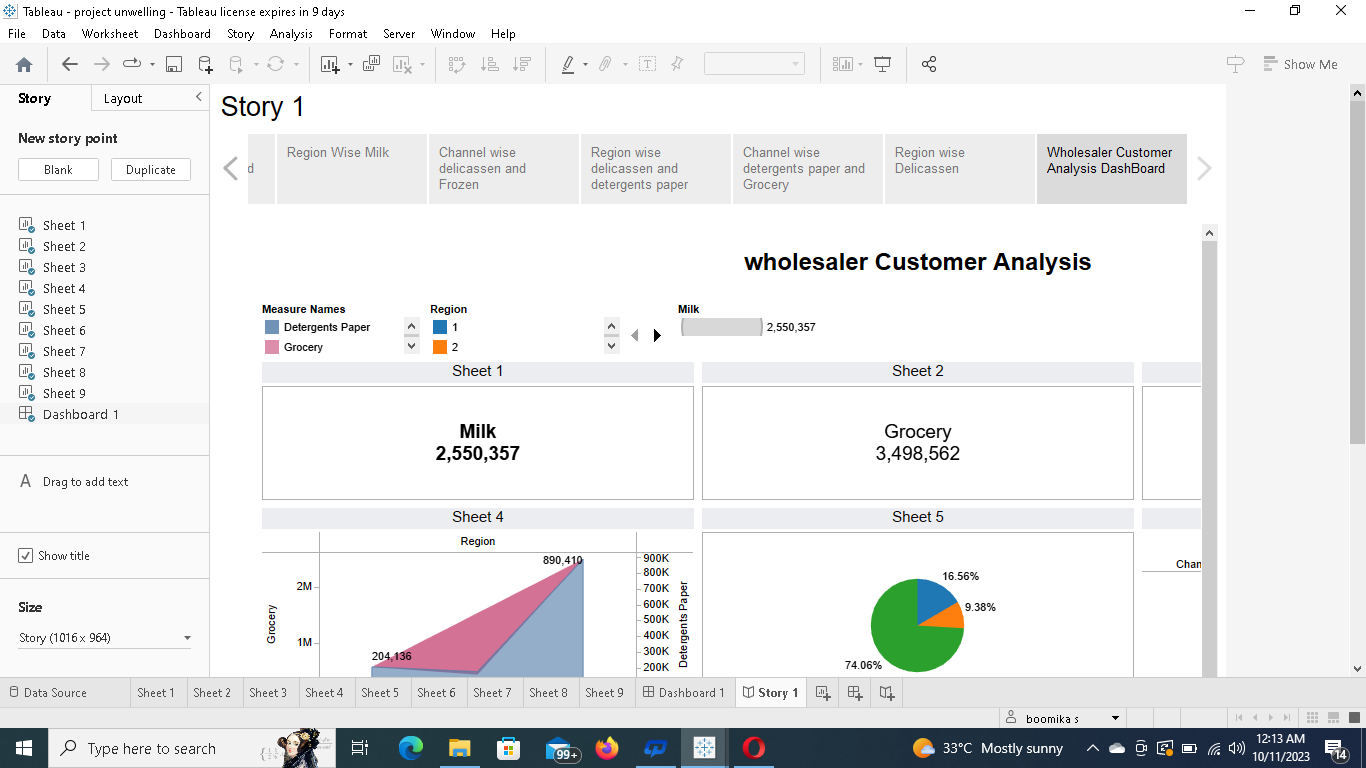 Tableau - project unwelling - Tableau license expires in 9 days
File Data Worksheet Dashboard Story Analysis Format Server Window Help
Show Me
Story Layout
New story point
Blank Duplicate
Sheet 1
Sheet 2
Sheet 3
Sheet 4
Sheet 5
Sheet 6
Sheet 7
Sheet 8
Sheet 9
Dashboard 1
A Drag to add text
Show title
Size
Story (1016 x 964)
Story 1
d
Region Wise Milk
Channel wise
delicassen and
Frozen
Region wise
delicassen and
detergents paper
Channel wise
detergents paper and
Grocery
Region wise
Delicassen
Wholesaler Customer
Analysis DashBoard
wholesaler Customer Analysis
Measure Names
Detergents Paper
Grocery
Region
1
2
Milk
2,550,357
Sheet 1
Milk
2,550,357
Sheet 2
Grocery
3,498,562
Sheet 4
Region
890,410
204,136
2M
1M
Grocery
900K
800K
700K
600K
500K
400K
300K
200K
Detergents Paper
Sheet 5
16.56%
9.38%
74.06%
Chan
Data Source Sheet 1 Sheet 2 Sheet 3 Sheet 4 Sheet 5 Sheet 6 Sheet 7 Sheet 8 Sheet 9 Dashboard 1 Story 1
boomika s
Type here to search
99+
33°C Mostly sunny
12:13 AM
10/11/2023
14